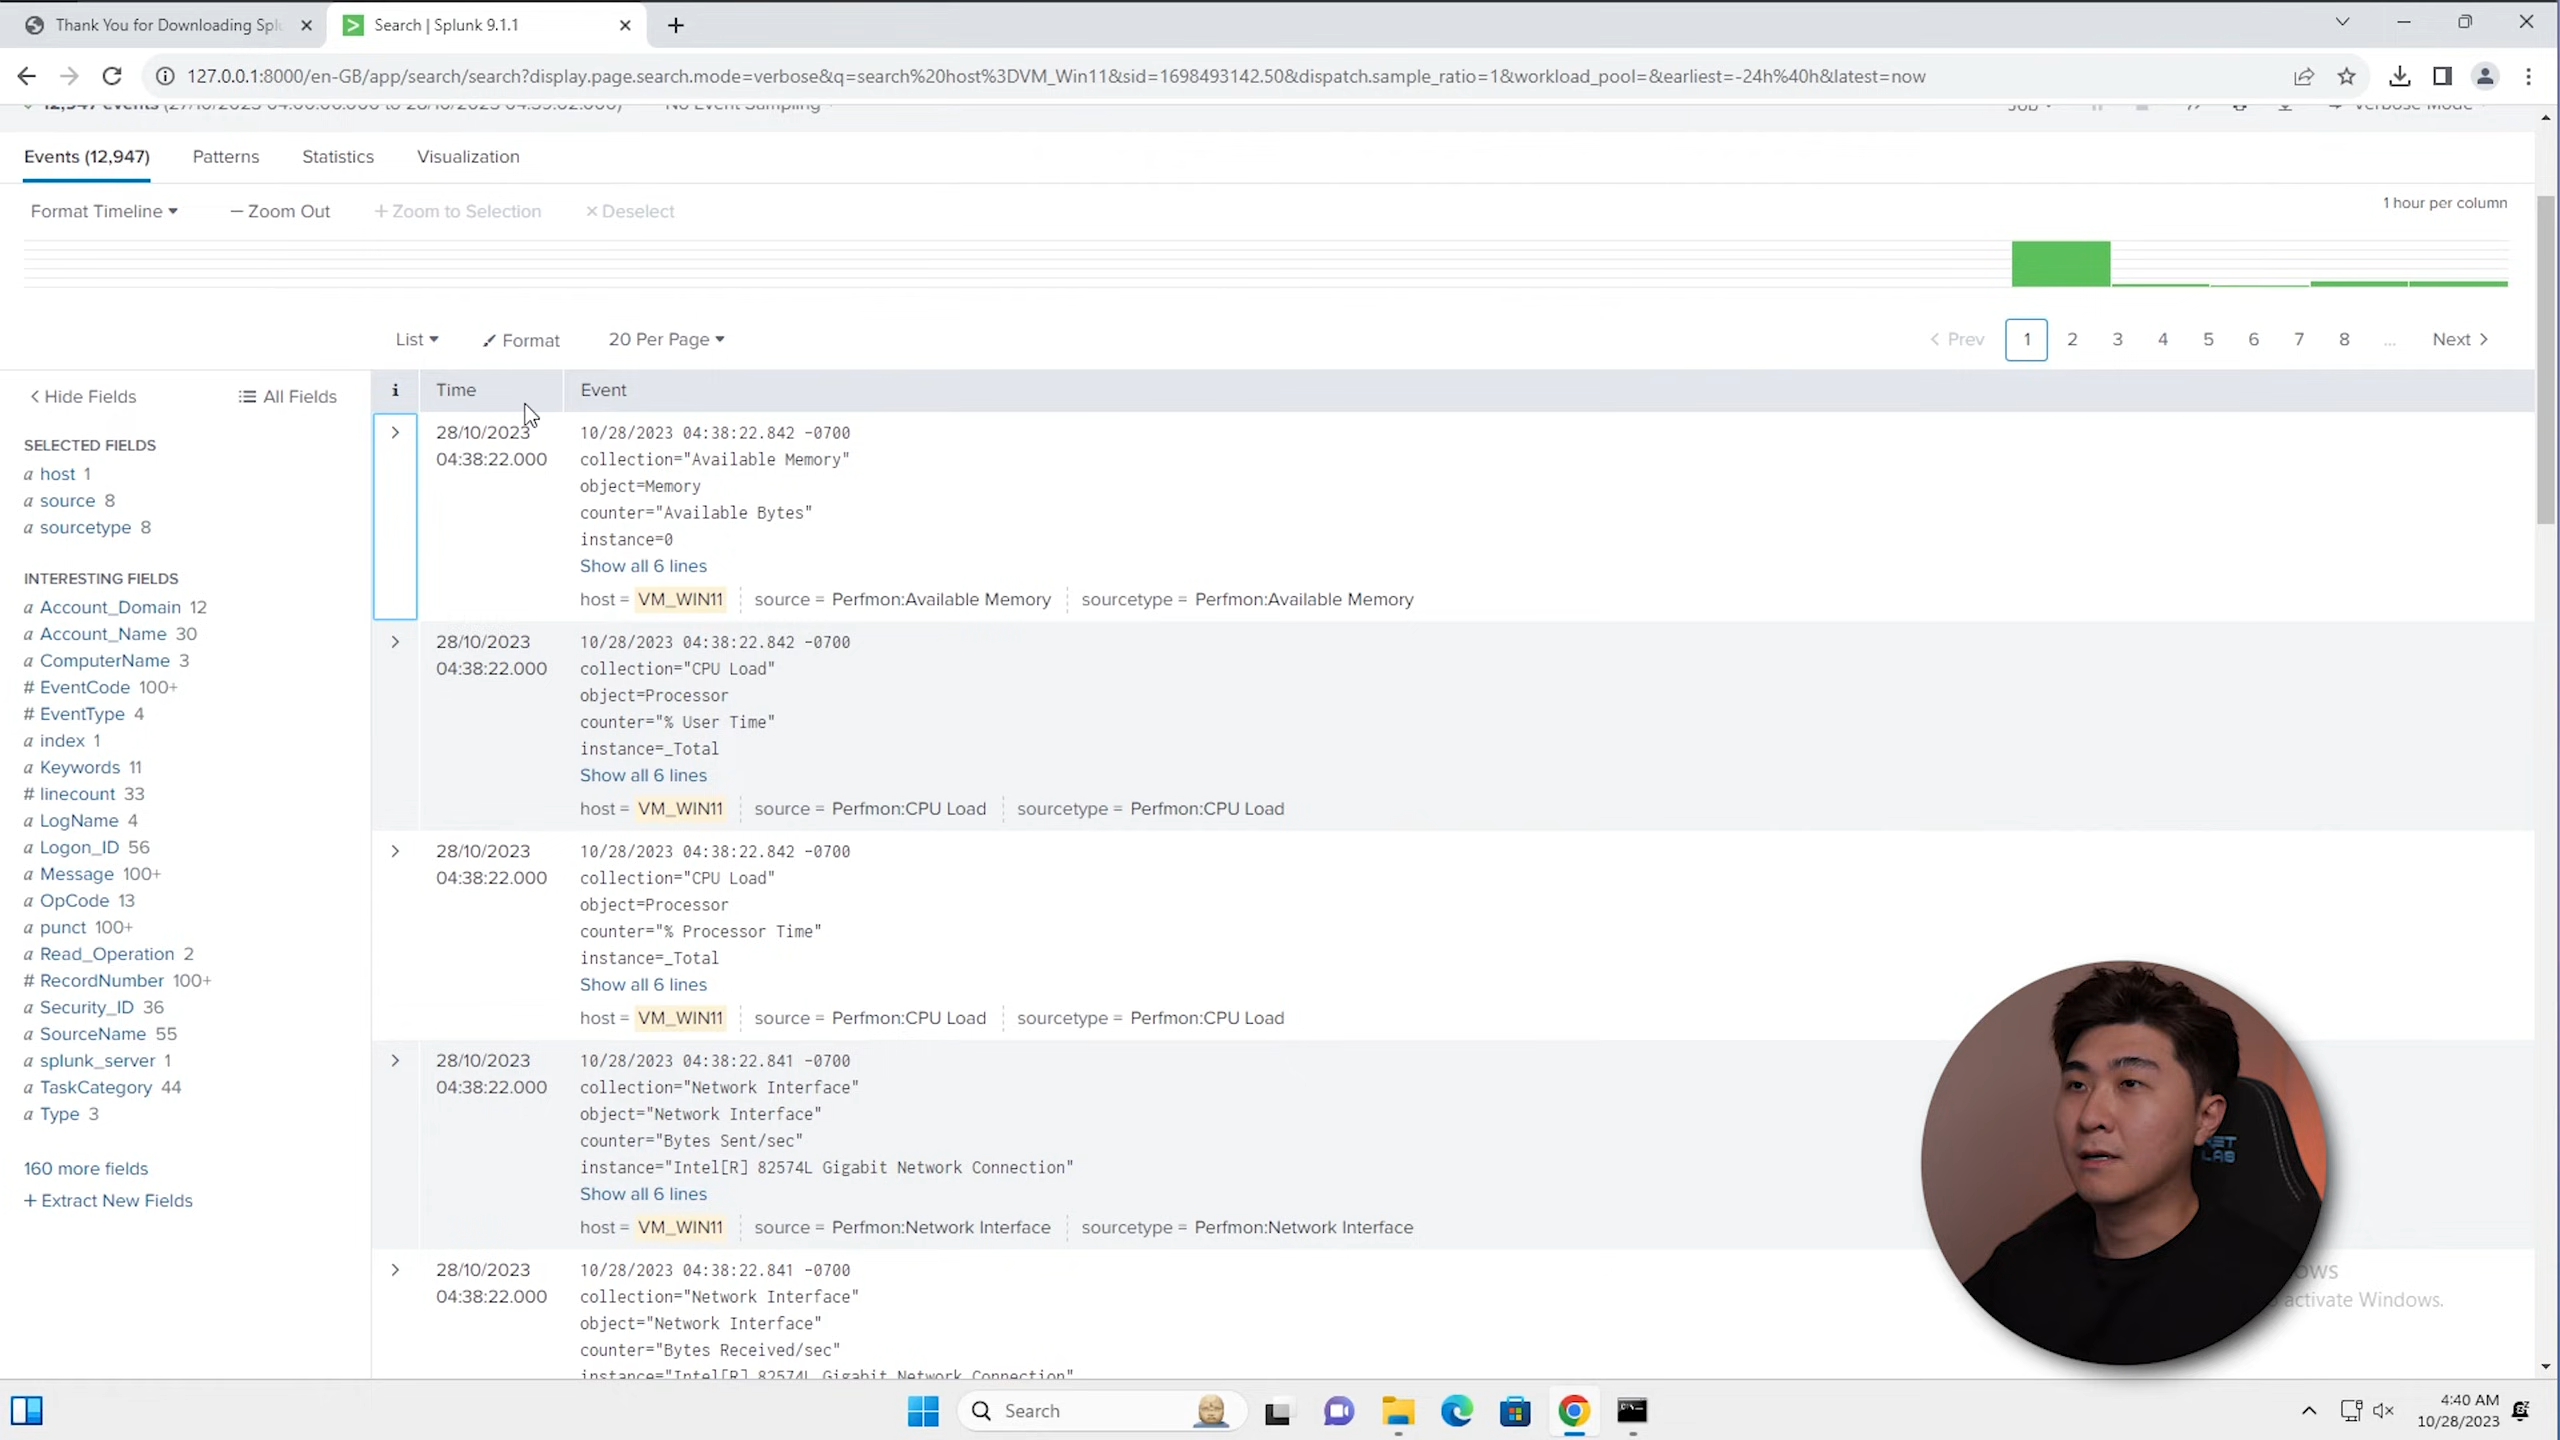 Thank You for Downloading Spl
Search | Splunk 9.1.1
127.0.0.1:8000/en-GB/app/search/search?display.page.search.mode=verbose&q=search%20host%3DVM_Win11&sid=1698493142.50&dispatch.sample_ratio=1&workload_pool=&earliest=-24h%40h&latest=now
Events (12,947) Patterns Statistics Visualization
Format Timeline — Zoom Out + Zoom to Selection × Deselect 1 hour per column
List Format 20 Per Page < Prev 1 2 3 4 5 6 7 8 ... Next >
< Hide Fields All Fields
SELECTED FIELDS
a host 1
a source 8
a sourcetype 8
INTERESTING FIELDS
a Account_Domain 12
a Account_Name 30
a ComputerName 3
# EventCode 100+
# EventType 4
a index 1
a Keywords 11
# linecount 33
a LogName 4
a Logon_ID 56
a Message 100+
a OpCode 13
a punct 100+
a Read_Operation 2
# RecordNumber 100+
a Security_ID 36
a SourceName 55
a splunk_server 1
a TaskCategory 44
a Type 3
160 more fields
+ Extract New Fields
i Time Event
> 28/10/2023 10/28/2023 04:38:22.842 -0700
04:38:22.000 collection="Available Memory"
object=Memory
counter="Available Bytes"
instance=0
Show all 6 lines
host = VM_WIN11 source = Perfmon:Available Memory sourcetype = Perfmon:Available Memory
> 28/10/2023 10/28/2023 04:38:22.842 -0700
04:38:22.000 collection="CPU Load"
object=Processor
counter="% User Time"
instance=_Total
Show all 6 lines
host = VM_WIN11 source = Perfmon:CPU Load sourcetype = Perfmon:CPU Load
> 28/10/2023 10/28/2023 04:38:22.842 -0700
04:38:22.000 collection="CPU Load"
object=Processor
counter="% Processor Time"
instance=_Total
Show all 6 lines
host = VM_WIN11 source = Perfmon:CPU Load sourcetype = Perfmon:CPU Load
> 28/10/2023 10/28/2023 04:38:22.841 -0700
04:38:22.000 collection="Network Interface"
object="Network Interface"
counter="Bytes Sent/sec"
instance="Intel[R] 82574L Gigabit Network Connection"
Show all 6 lines
host = VM_WIN11 source = Perfmon:Network Interface sourcetype = Perfmon:Network Interface
> 28/10/2023 10/28/2023 04:38:22.841 -0700
04:38:22.000 collection="Network Interface"
object="Network Interface"
counter="Bytes Received/sec"
instance="Intel[R] 82574L Gigabit Network Connection"
LAB
activate Windows.
Search
4:40 AM
10/28/2023